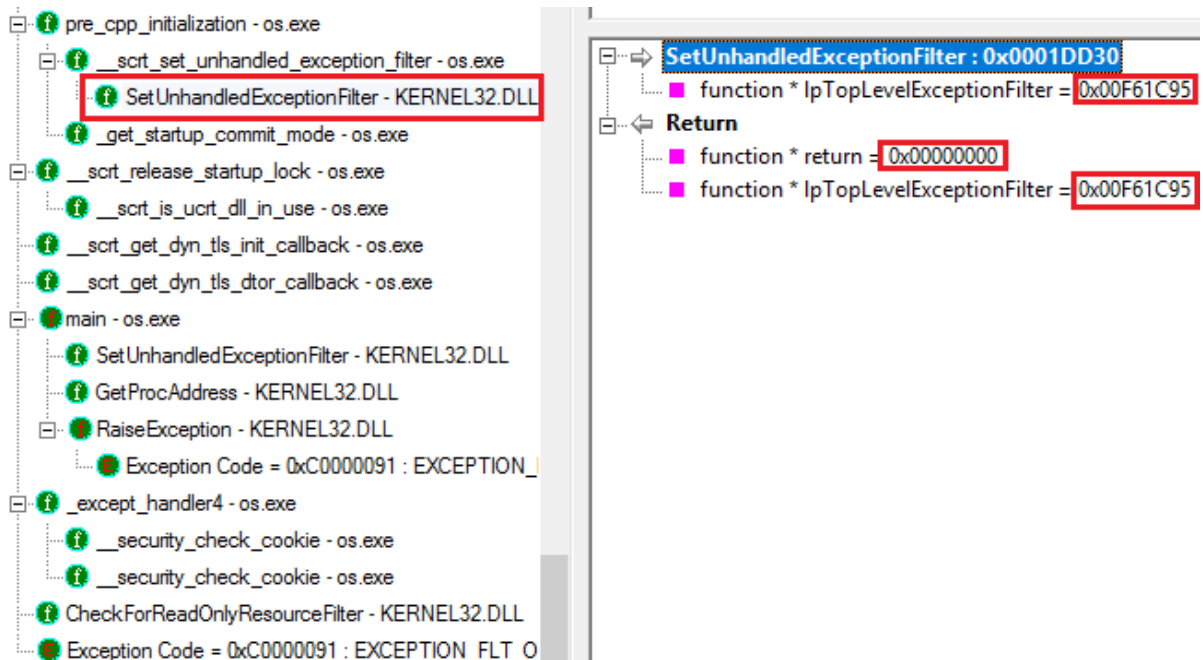 pre_cpp_initialization - os.exe
__scrt_set_unhandled_exception_filter - os.exe
SetUnhandledExceptionFilter - KERNEL32.DLL
_get_startup_commit_mode - os.exe
__scrt_release_startup_lock - os.exe
__scrt_is_ucrt_dll_in_use - os.exe
__scrt_get_dyn_tls_init_callback - os.exe
__scrt_get_dyn_tls_dtor_callback - os.exe
main - os.exe
SetUnhandledExceptionFilter - KERNEL32.DLL
GetProcAddress - KERNEL32.DLL
RaiseException - KERNEL32.DLL
Exception Code = 0xC0000091 : EXCEPTION_
_except_handler4 - os.exe
__security_check_cookie - os.exe
__security_check_cookie - os.exe
CheckForReadOnlyResourceFilter - KERNEL32.DLL
Exception Code = 0xC0000091 : EXCEPTION_FLT_O
SetUnhandledExceptionFilter : 0x0001DD30
function * lpTopLevelExceptionFilter = 0x00F61C95
Return
function * return = 0x00000000
function * lpTopLevelExceptionFilter = 0x00F61C95